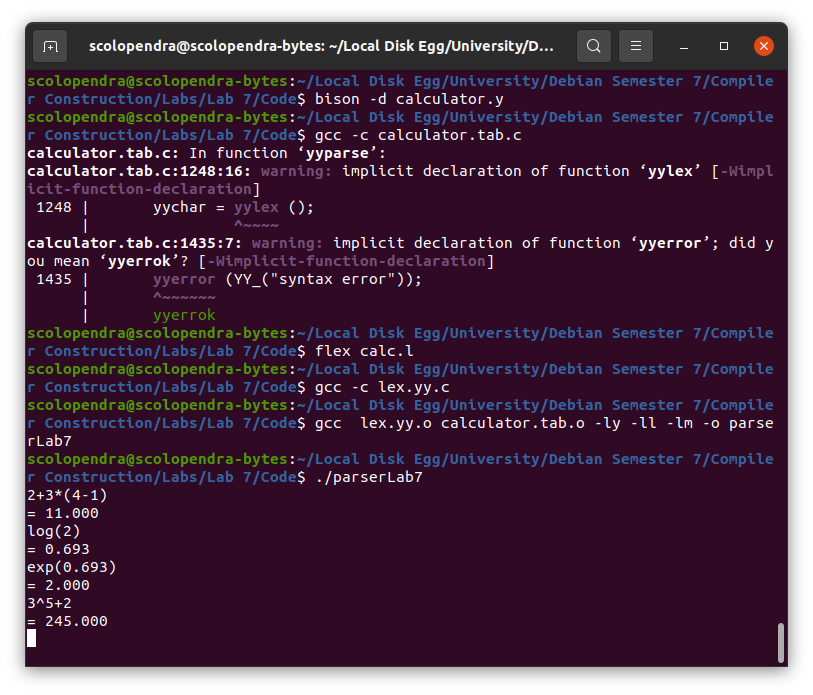 scolopendra@scolopendra-bytes: ~/Local Disk Egg/University/D...
scolopendra@scolopendra-bytes:~/Local Disk Egg/University/Debian Semester 7/Compile
r Construction/Labs/Lab 7/Code$ bison -d calculator.y
scolopendra@scolopendra-bytes:~/Local Disk Egg/University/Debian Semester 7/Compile
r Construction/Labs/Lab 7/Code$ gcc -c calculator.tab.c
calculator.tab.c: In function ‘yyparse’:
calculator.tab.c:1248:16: warning: implicit declaration of function ‘yylex’ [-Wimpl
icit-function-declaration]
 1248 |       yychar = yylex ();
      |                ^~~~~
calculator.tab.c:1435:7: warning: implicit declaration of function ‘yyerror’; did y
ou mean ‘yyerrok’? [-Wimplicit-function-declaration]
 1435 |       yyerror (YY_("syntax error"));
      |       ^~~~~~~
      |       yyerrok
scolopendra@scolopendra-bytes:~/Local Disk Egg/University/Debian Semester 7/Compile
r Construction/Labs/Lab 7/Code$ flex calc.l
scolopendra@scolopendra-bytes:~/Local Disk Egg/University/Debian Semester 7/Compile
r Construction/Labs/Lab 7/Code$ gcc -c lex.yy.c
scolopendra@scolopendra-bytes:~/Local Disk Egg/University/Debian Semester 7/Compile
r Construction/Labs/Lab 7/Code$ gcc  lex.yy.o calculator.tab.o -ly -ll -lm -o parse
rLab7
scolopendra@scolopendra-bytes:~/Local Disk Egg/University/Debian Semester 7/Compile
r Construction/Labs/Lab 7/Code$ ./parserLab7
2+3*(4-1)
= 11.000
log(2)
= 0.693
exp(0.693)
= 2.000
3^5+2
= 245.000